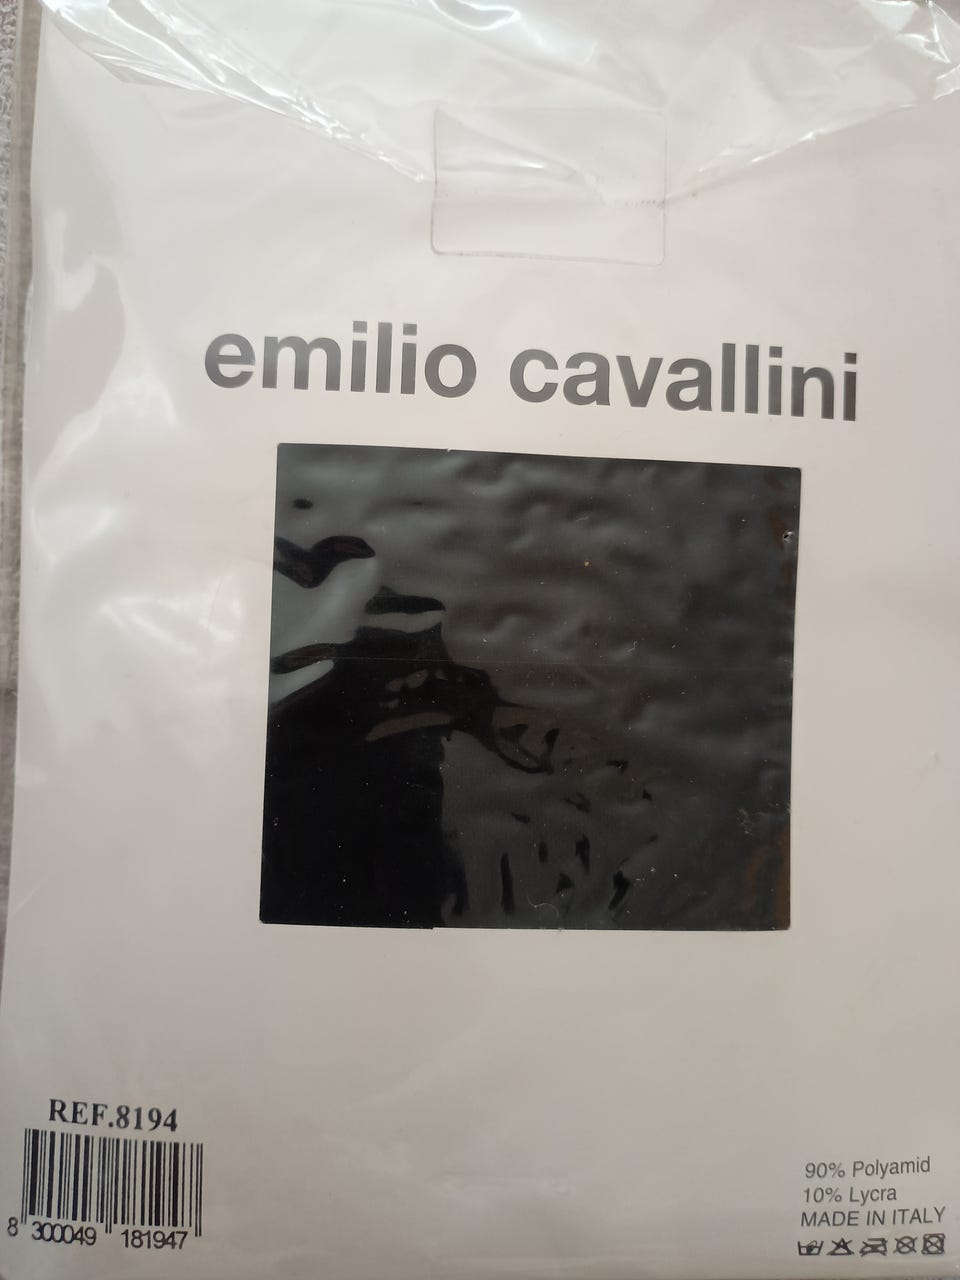 emilio cavallini
REF.8194
8 300049 181947
90% Polyamid
10% Lycra
MADE IN ITALY